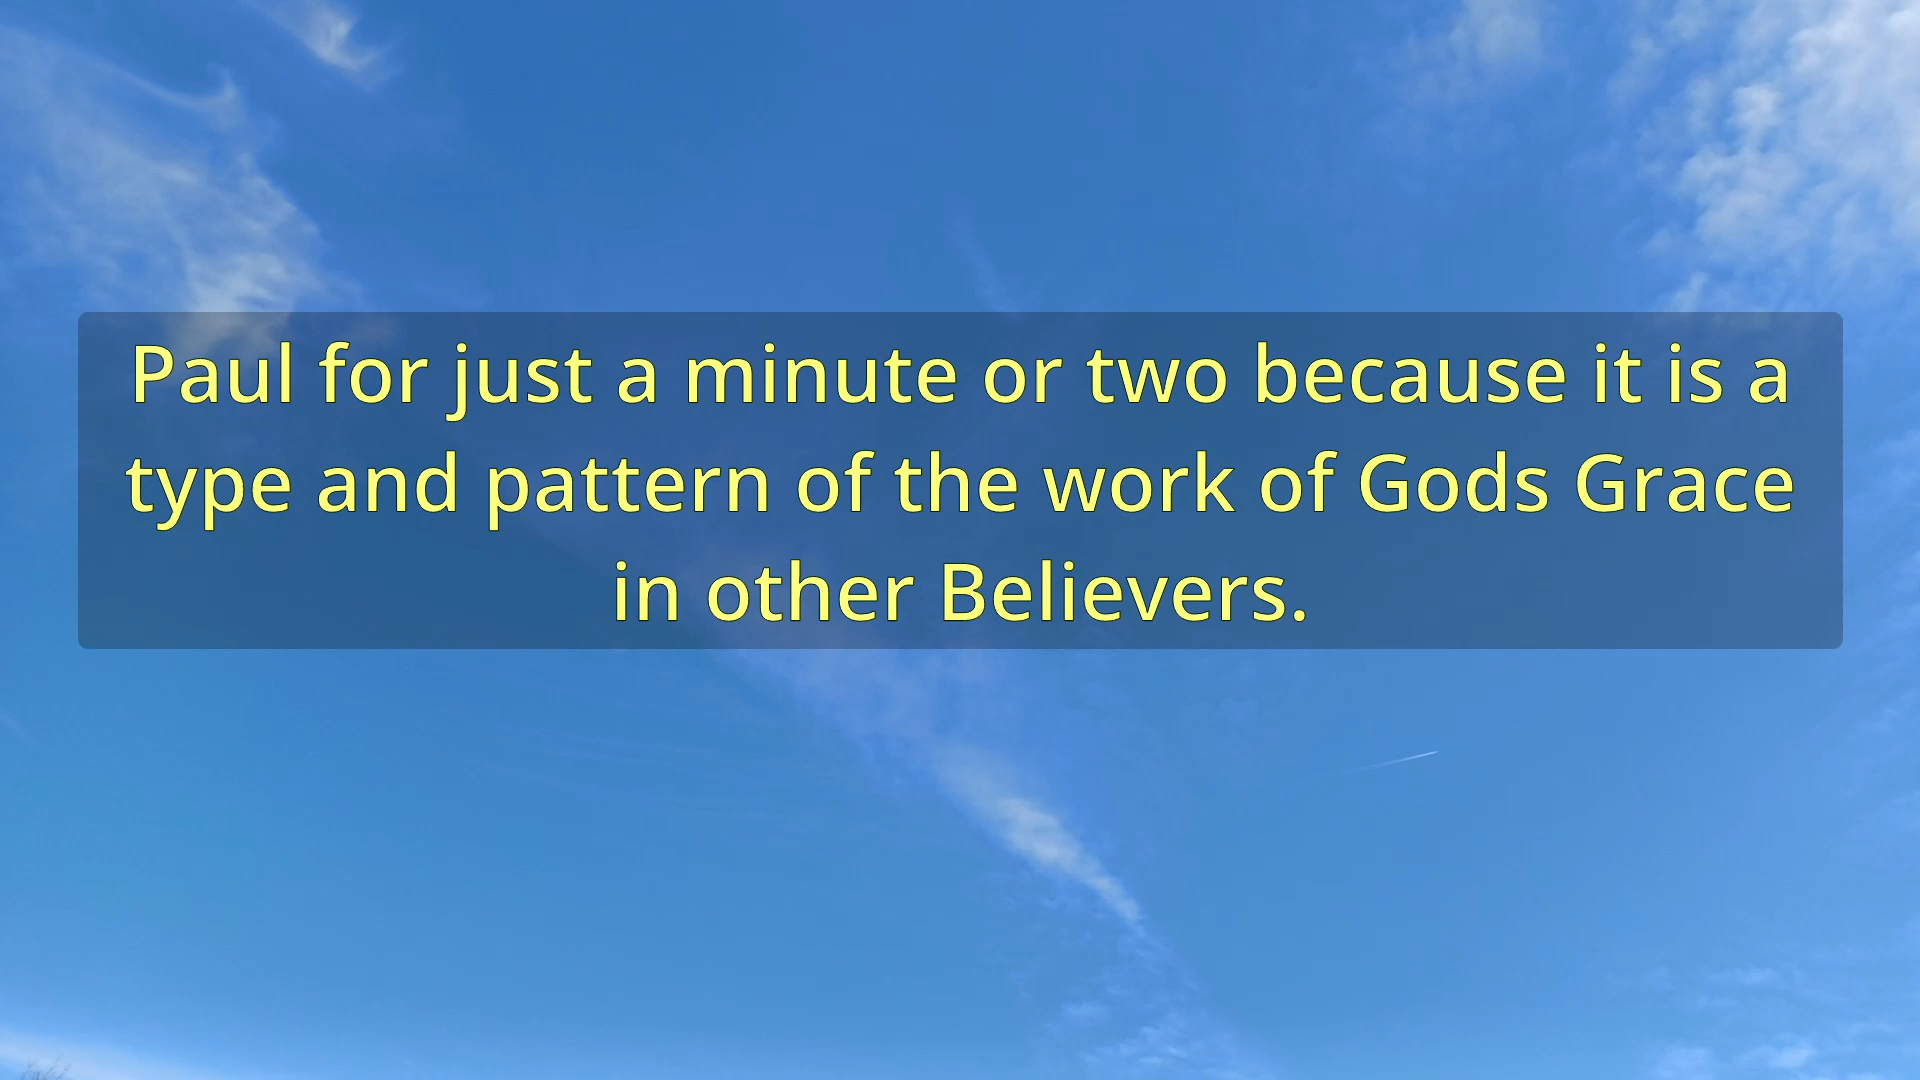 Paul for just a minute or two because it is a
type and pattern of the work of Gods Grace
in other Believers.